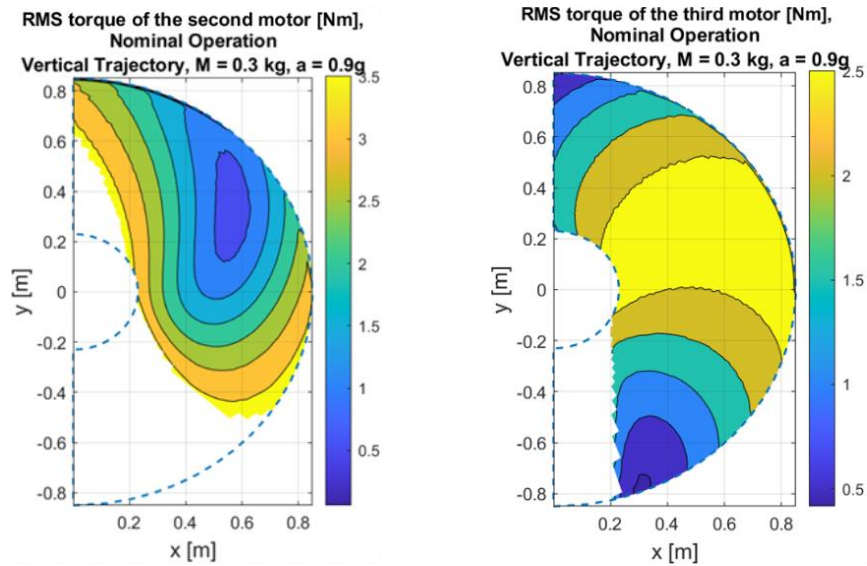 RMS torque of the second motor [Nm],
Nominal Operation
Vertical Trajectory, M = 0.3 kg, a = 0.9g
0.8
0.6
0.4
0.2
0
-0.2
-0.4
-0.6
-0.8
y [m]
0.2 0.4 0.6 0.8
x [m]
3.5
3
2.5
2
1.5
1
0.5
RMS torque of the third motor [Nm],
Nominal Operation
Vertical Trajectory, M = 0.3 kg, a = 0.9g
0.8
0.6
0.4
0.2
0
-0.2
-0.4
-0.6
-0.8
y [m]
0.2 0.4 0.6 0.8
x [m]
2.5
2
1.5
1
0.5